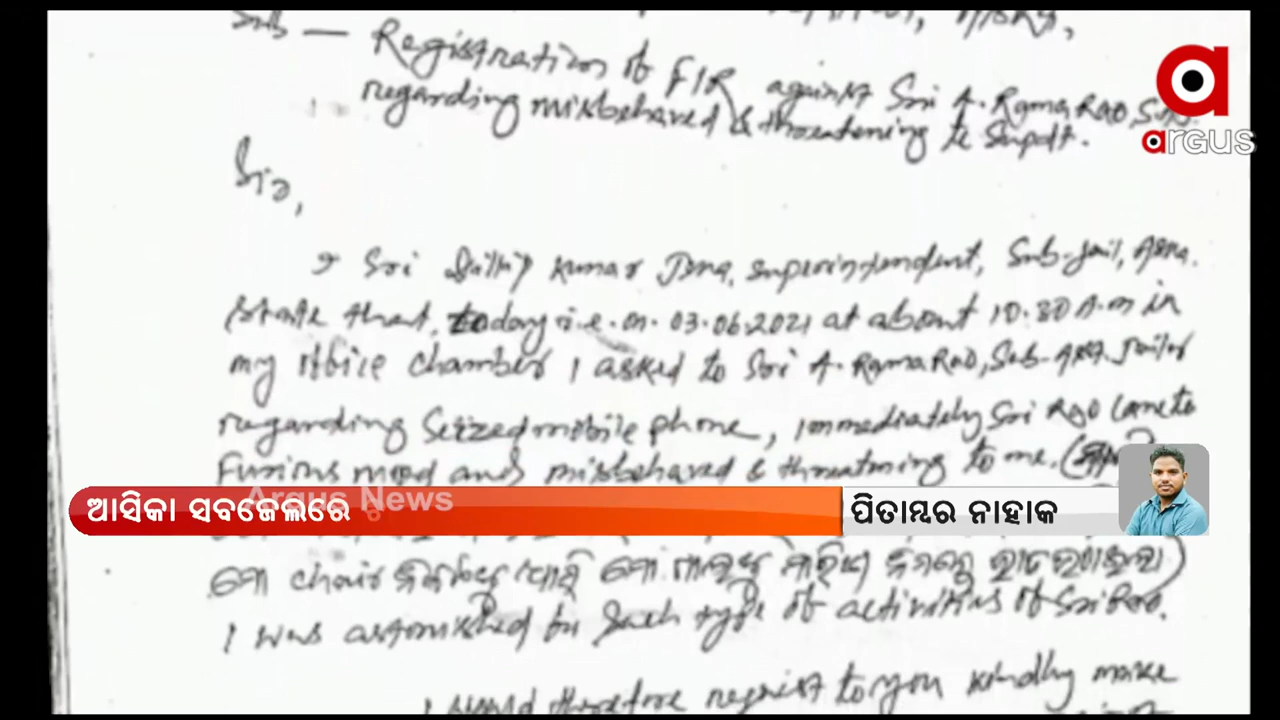 Sub — Registration of FIR against Sri A. Rama Rao,
regarding misbehaved & threatening to Supdt.
argus
Sir,
I Sri Kumar Jena, Superintendent, Sub-Jail, Aska.
state that, today i.e. on. 03.06.2021 at about 10.30 A.m in
my office chamber I asked to Sri A. Rama Rao, Sub-Asst. Jailor
regarding Seized mobile phone, immediately Sri Rao came to
Furious mood and misbehaved & threatning to me.
Argus News
ଆସିକା ସବଜେଲରେ
ପିତାମ୍ବର ନାହାକ
ମୋ chair
I was astonished for Such type of activities of Sri Rao.
I would therefore request to you kindly make